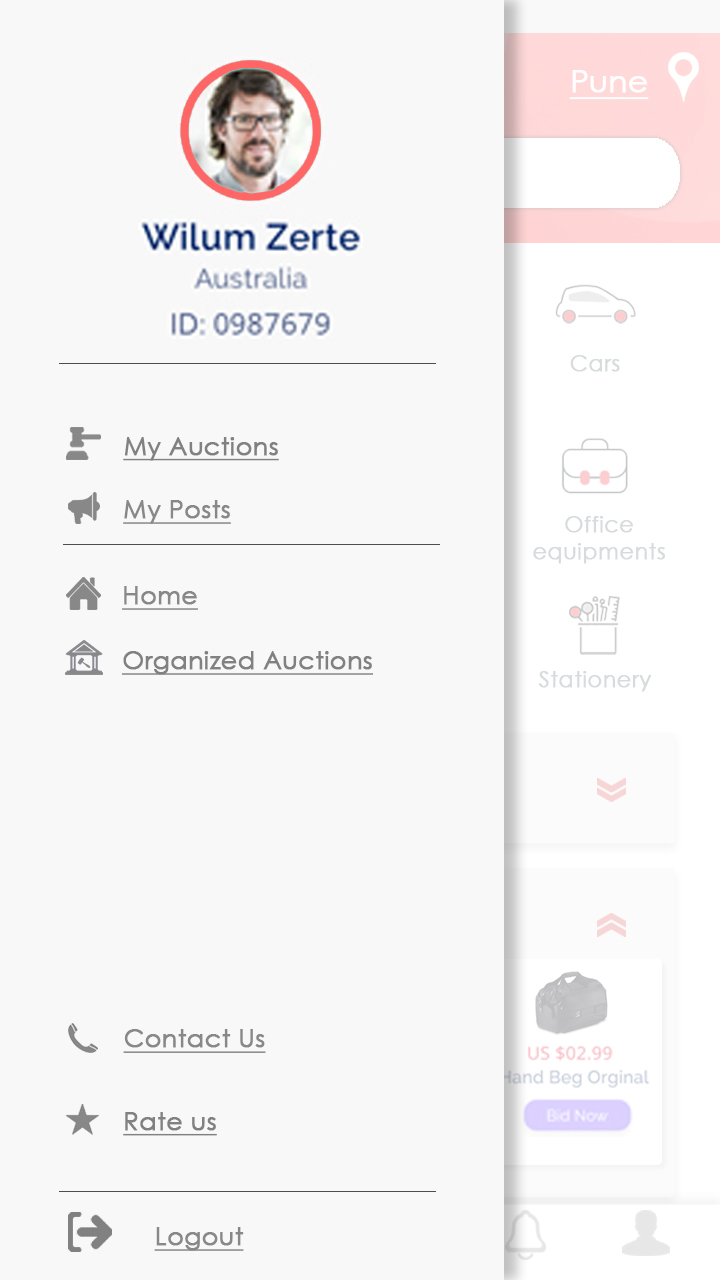 Wilum Zerte
Australia
ID: 0987679
My Auctions
My Posts
Home
Organized Auctions
Contact Us
Rate us
Logout
Pune
Cars
Office
equipments
Stationery
US $02.99
Hand Beg Orginal
Bid Now